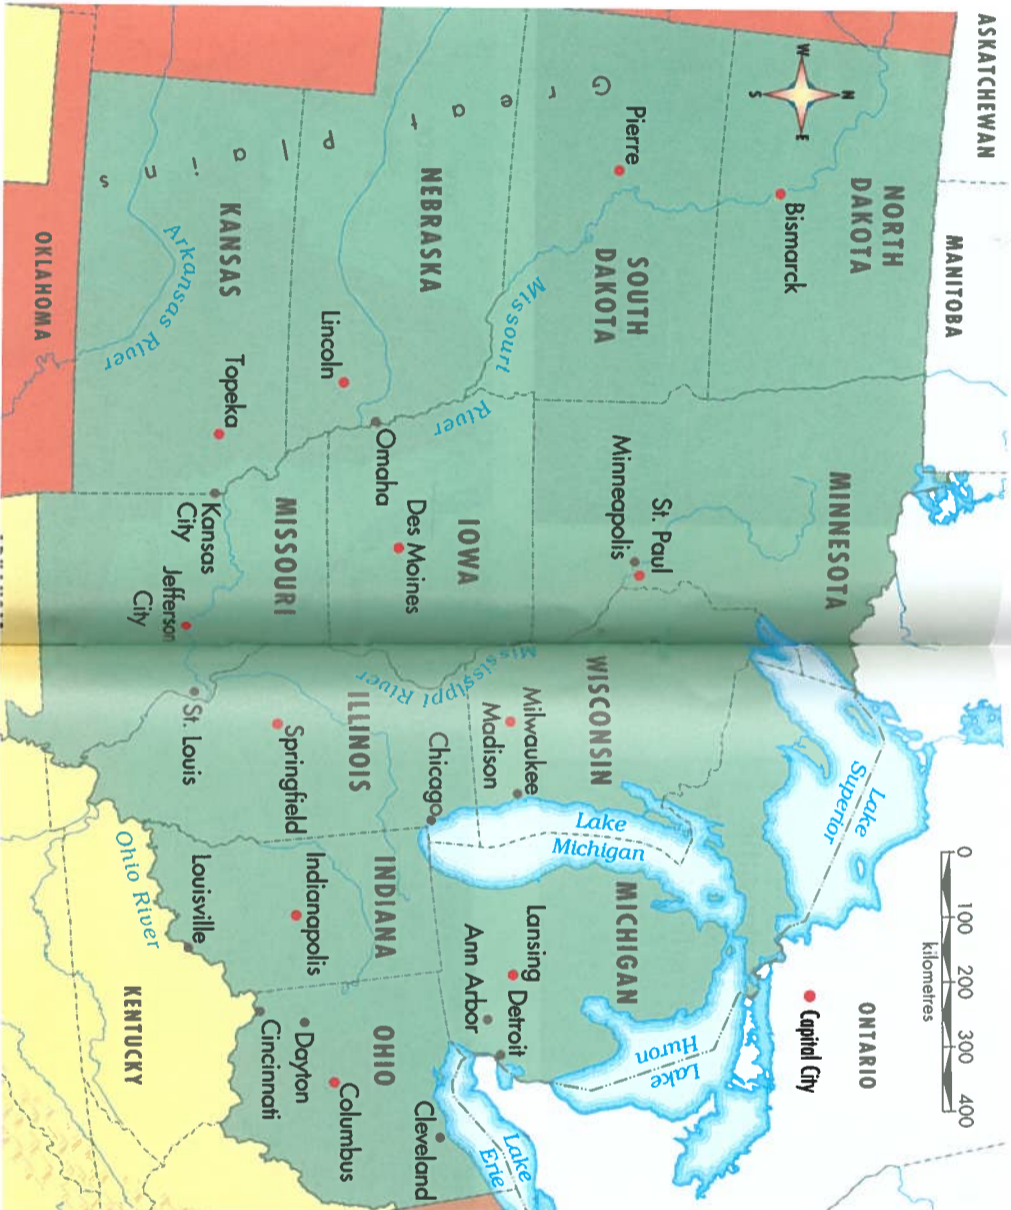 ASKATCHEWAN
MANITOBA
0 100 200 300 400
kilometres
ONTARIO
Capital City
N
W
E
S
NORTH
DAKOTA
Bismarck
MINNESOTA
Lake
Superior
SOUTH
DAKOTA
Pierre
St. Paul
Minneapolis
WISCONSIN
Milwaukee
Madison
Lake
Michigan
MICHIGAN
Lansing
Detroit
Ann Arbor
Lake
Huron
Lake
Erie
Missouri
River
NEBRASKA
Lincoln
Omaha
IOWA
Des Moines
Mississippi River
ILLINOIS
Chicago
Springfield
INDIANA
Indianapolis
OHIO
Cleveland
Columbus
Dayton
Cincinnati
Great Plains
KANSAS
Topeka
Arkansas River
MISSOURI
Kansas
City
Jefferson
City
St. Louis
Louisville
Ohio River
KENTUCKY
OKLAHOMA